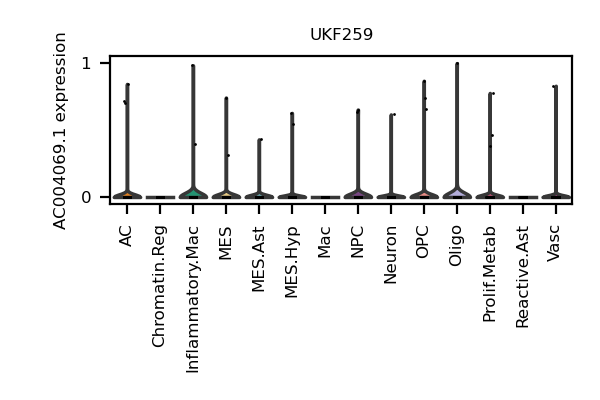 UKF259
AC004069.1 expression
1
0
AC
Chromatin.Reg
Inflammatory.Mac
MES
MES.Ast
MES.Hyp
Mac
NPC
Neuron
OPC
Oligo
Prolif.Metab
Reactive.Ast
Vasc